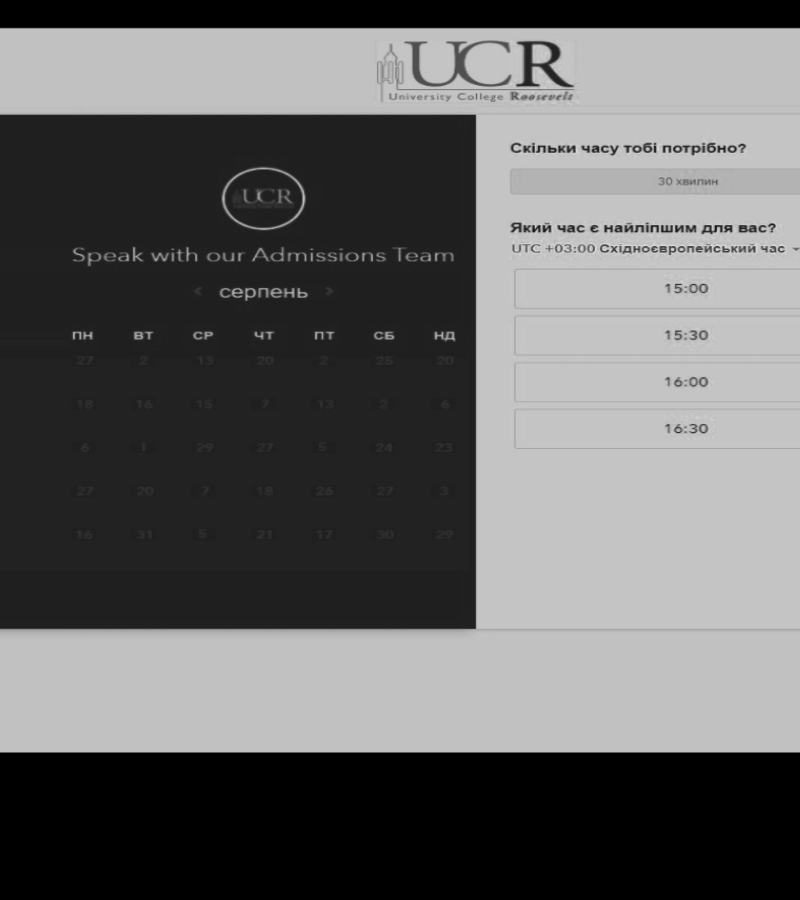 UCR
University College Roosevelt
UCR
Speak with our Admissions Team
‹ серпень ›
ПН ВТ СР ЧТ ПТ СБ НД
27 2 13 20 2 25 20
18 16 15 7 13 2 6
6 1 29 27 5 24 23
27 20 7 18 26 27 3
16 31 5 21 17 30 29
Скільки часу тобі потрібно?
30 хвилин
Який час є найліпшим для вас?
UTC +03:00 Східноєвропейський час
15:00
15:30
16:00
16:30